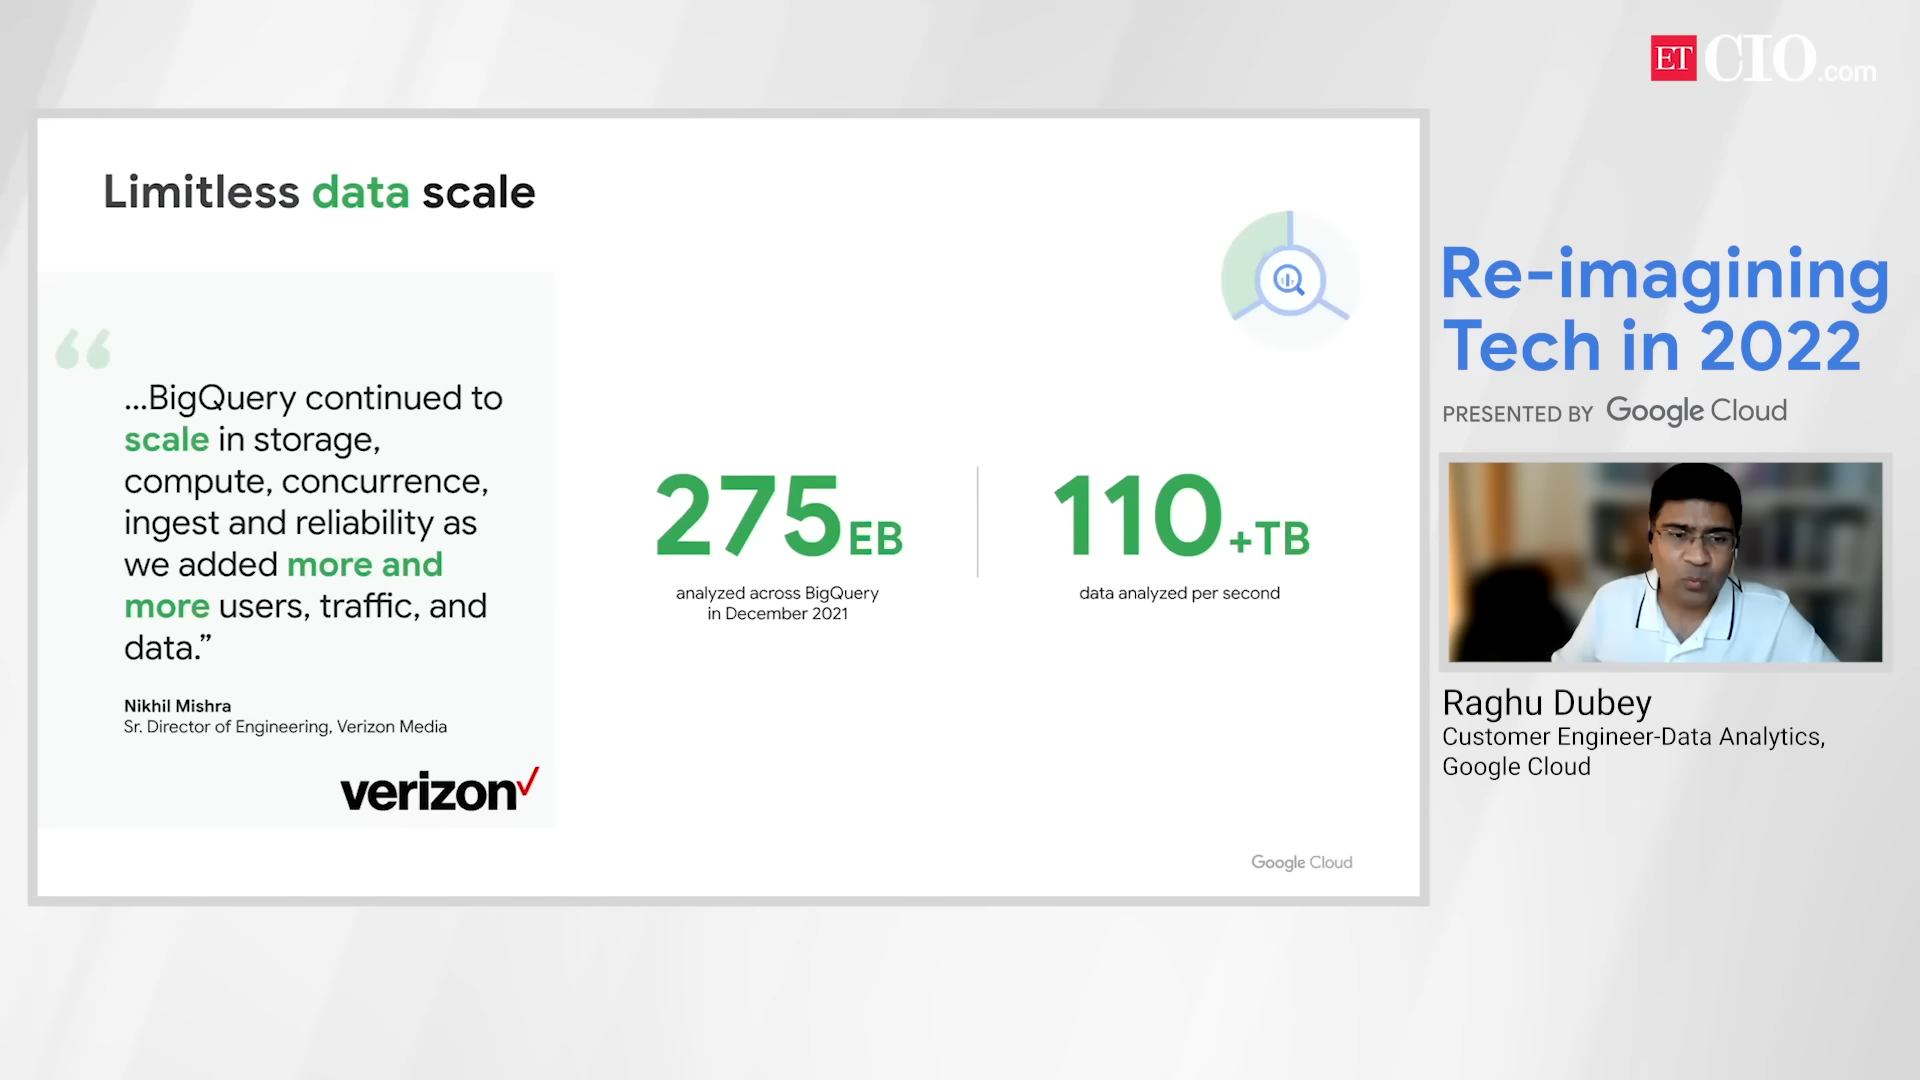 ET CIO.com
Limitless data scale
“
...BigQuery continued to
scale in storage,
compute, concurrence,
ingest and reliability as
we added more and
more users, traffic, and
data.”
Nikhil Mishra
Sr. Director of Engineering, Verizon Media
verizon✓
275EB
analyzed across BigQuery
in December 2021
110+TB
data analyzed per second
Google Cloud
Re-imagining
Tech in 2022
PRESENTED BY Google Cloud
Raghu Dubey
Customer Engineer-Data Analytics,
Google Cloud